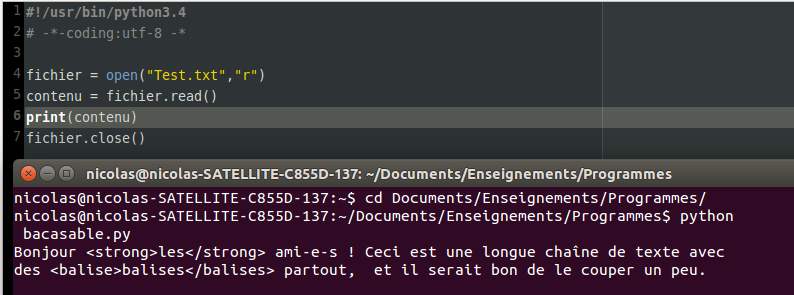 1 #!/usr/bin/python3.4
2 # -*-coding:utf-8 -*
3
4 fichier = open("Test.txt","r")
5 contenu = fichier.read()
6 print(contenu)
7 fichier.close()
nicolas@nicolas-SATELLITE-C855D-137: ~/Documents/Enseignements/Programmes
nicolas@nicolas-SATELLITE-C855D-137:~$ cd Documents/Enseignements/Programmes/
nicolas@nicolas-SATELLITE-C855D-137:~/Documents/Enseignements/Programmes$ python
 bacasable.py
Bonjour <strong>les</strong> ami-e-s ! Ceci est une longue chaîne de texte avec
des <balise>balises</balises> partout,  et il serait bon de le couper un peu.